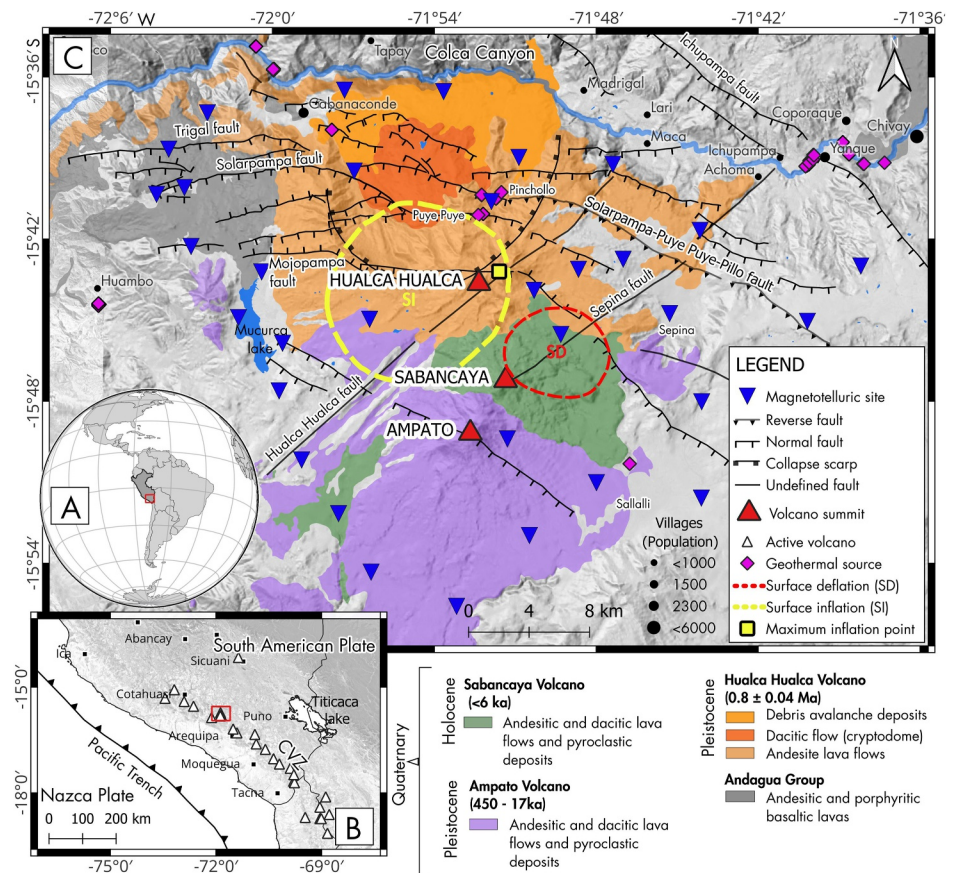 -72°6′ W
-72°0′
-71°54′
-71°48′
-71°42′
-71°36′
C
-15°36′ S
-15°42′
-15°48′
-15°54′
Tapay
Colca Canyon
Ichupampa fault
Madrigal
Cabanaconde
Lari
Coporaque
Chivay
Trigal fault
Maca
Ichupampa
Yanque
Achoma
Solarpampa fault
Pinchollo
Puye Puye
Solarpampa-Puye Puye-Pillo fault
Huambo
Mojopampa
fault
HUALCA HUALCA
SI
Sepina fault
Mucurca
lake
Sepina
SD
SABANCAYA
Hualca Hualca fault
AMPATO
Sallalli
A
LEGEND
Magnetotelluric site
Reverse fault
Normal fault
Collapse scarp
Undefined fault
Volcano summit
Active volcano
Geothermal source
Surface deflation (SD)
Surface inflation (SI)
Maximum inflation point
Villages
(Population)
<1000
1500
2300
<6000
0 4 8 km
Abancay
South American Plate
Ica
Sicuani
Cotahuasi
Titicaca
lake
Puno
Arequipa
CVZ
Moquegua
Pacific Trench
Tacna
Nazca Plate
0 100 200 km
B
-15°0′
-18°0′
-75°0′
-72°0′
-69°0′
Quaternary
Holocene
Sabancaya Volcano
(<6 ka)
Andesitic and dacitic lava
flows and pyroclastic
deposits
Pleistocene
Ampato Volcano
(450 - 17ka)
Andesitic and dacitic lava
flows and pyroclastic
deposits
Pleistocene
Hualca Hualca Volcano
(0.8 ± 0.04 Ma)
Debris avalanche deposits
Dacitic flow (cryptodome)
Andesite lava flows
Andagua Group
Andesitic and porphyritic
basaltic lavas